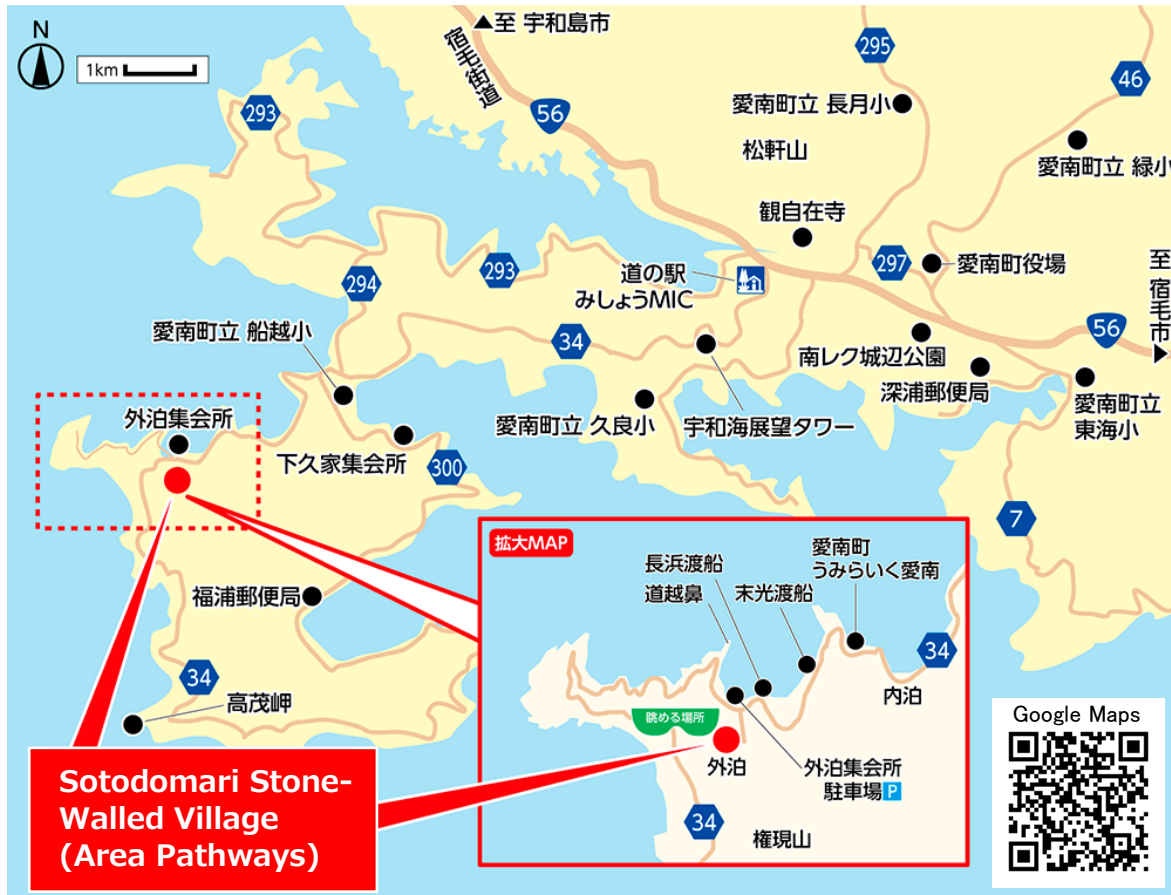 N
1km
▲至 宇和島市
宿毛街道
56
295
46
293
愛南町立 長月小
松軒山
愛南町立 緑小
観自在寺
297
愛南町役場
至 宿毛市▶
道の駅
みしょうMIC
293
294
34
愛南町立 船越小
南レク城辺公園
56
深浦郵便局
愛南町立
東海小
愛南町立 久良小
宇和海展望タワー
外泊集会所
下久家集会所
300
7
福浦郵便局
34
高茂岬
拡大MAP
愛南町
うみらいく愛南
長浜渡船
道越鼻
末光渡船
34
内泊
眺める場所
外泊
外泊集会所
駐車場P
34
権現山
Google Maps
Sotodomari Stone-
Walled Village
(Area Pathways)